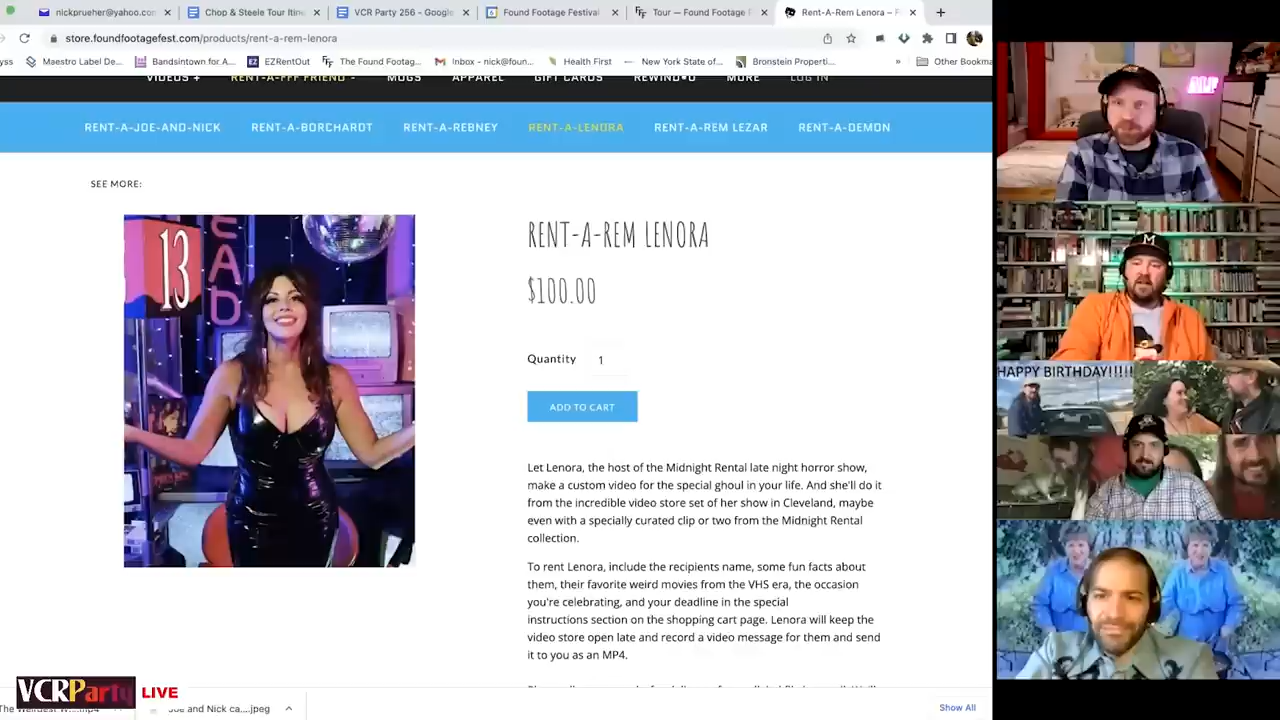 nickprueher@yahoo.com
Chop & Steele Tour Itine
VCR Party 256 - Google
Found Footage Festival
Tour — Found Footage F
Rent-A-Rem Lenora – F
store.foundfootagefest.com/products/rent-a-rem-lenora
Maestro Label De...
Bandsintown for A...
EZRentOut
The Found Footag...
Inbox - nick@foun...
Health First
New York State of...
Bronstein Properti...
Other Bookma
VIDEOS +
RENT-A-FFF FRIEND -
MUGS
APPAREL
GIFT CARDS
REWIND•O
MORE
LOG IN
RENT-A-JOE-AND-NICK
RENT-A-BORCHARDT
RENT-A-REBNEY
RENT-A-LENORA
RENT-A-REM LEZAR
RENT-A-DEMON
SEE MORE:
13
EAD
RENT-A-REM LENORA
$100.00
Quantity 1
ADD TO CART
Let Lenora, the host of the Midnight Rental late night horror show,
make a custom video for the special ghoul in your life. And she'll do it
from the incredible video store set of her show in Cleveland, maybe
even with a specially curated clip or two from the Midnight Rental
collection.
To rent Lenora, include the recipients name, some fun facts about
them, their favorite weird movies from the VHS era, the occasion
you're celebrating, and your deadline in the special
instructions section on the shopping cart page. Lenora will keep the
video store open late and record a video message for them and send
it to you as an MP4.
VCRParty LIVE
Joe and Nick ca....jpeg
Show All
HAPPY BIRTHDAY!!!!!
M